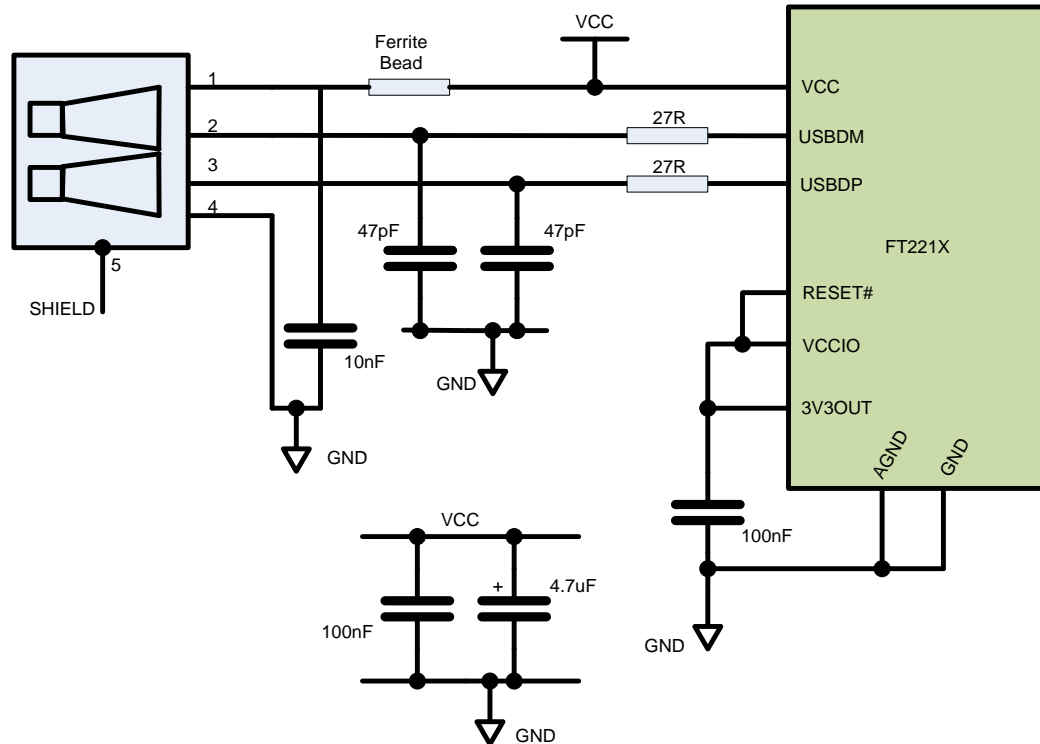 VCC
Ferrite
Bead
1
VCC
27R
2
USBDM
27R
3
USBDP
4
47pF
47pF
FT221X
5
RESET#
SHIELD
VCCIO
10nF
GND
3V3OUT
GND
AGND
GND
VCC
100nF
+
4.7uF
100nF
GND
GND